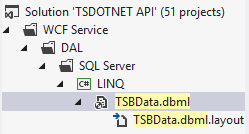 Solution 'TSDOTNET API' (51 projects)
WCF Service
DAL
SQL Server
C# LINQ
TSBData.dbml
TSBData.dbml.layout